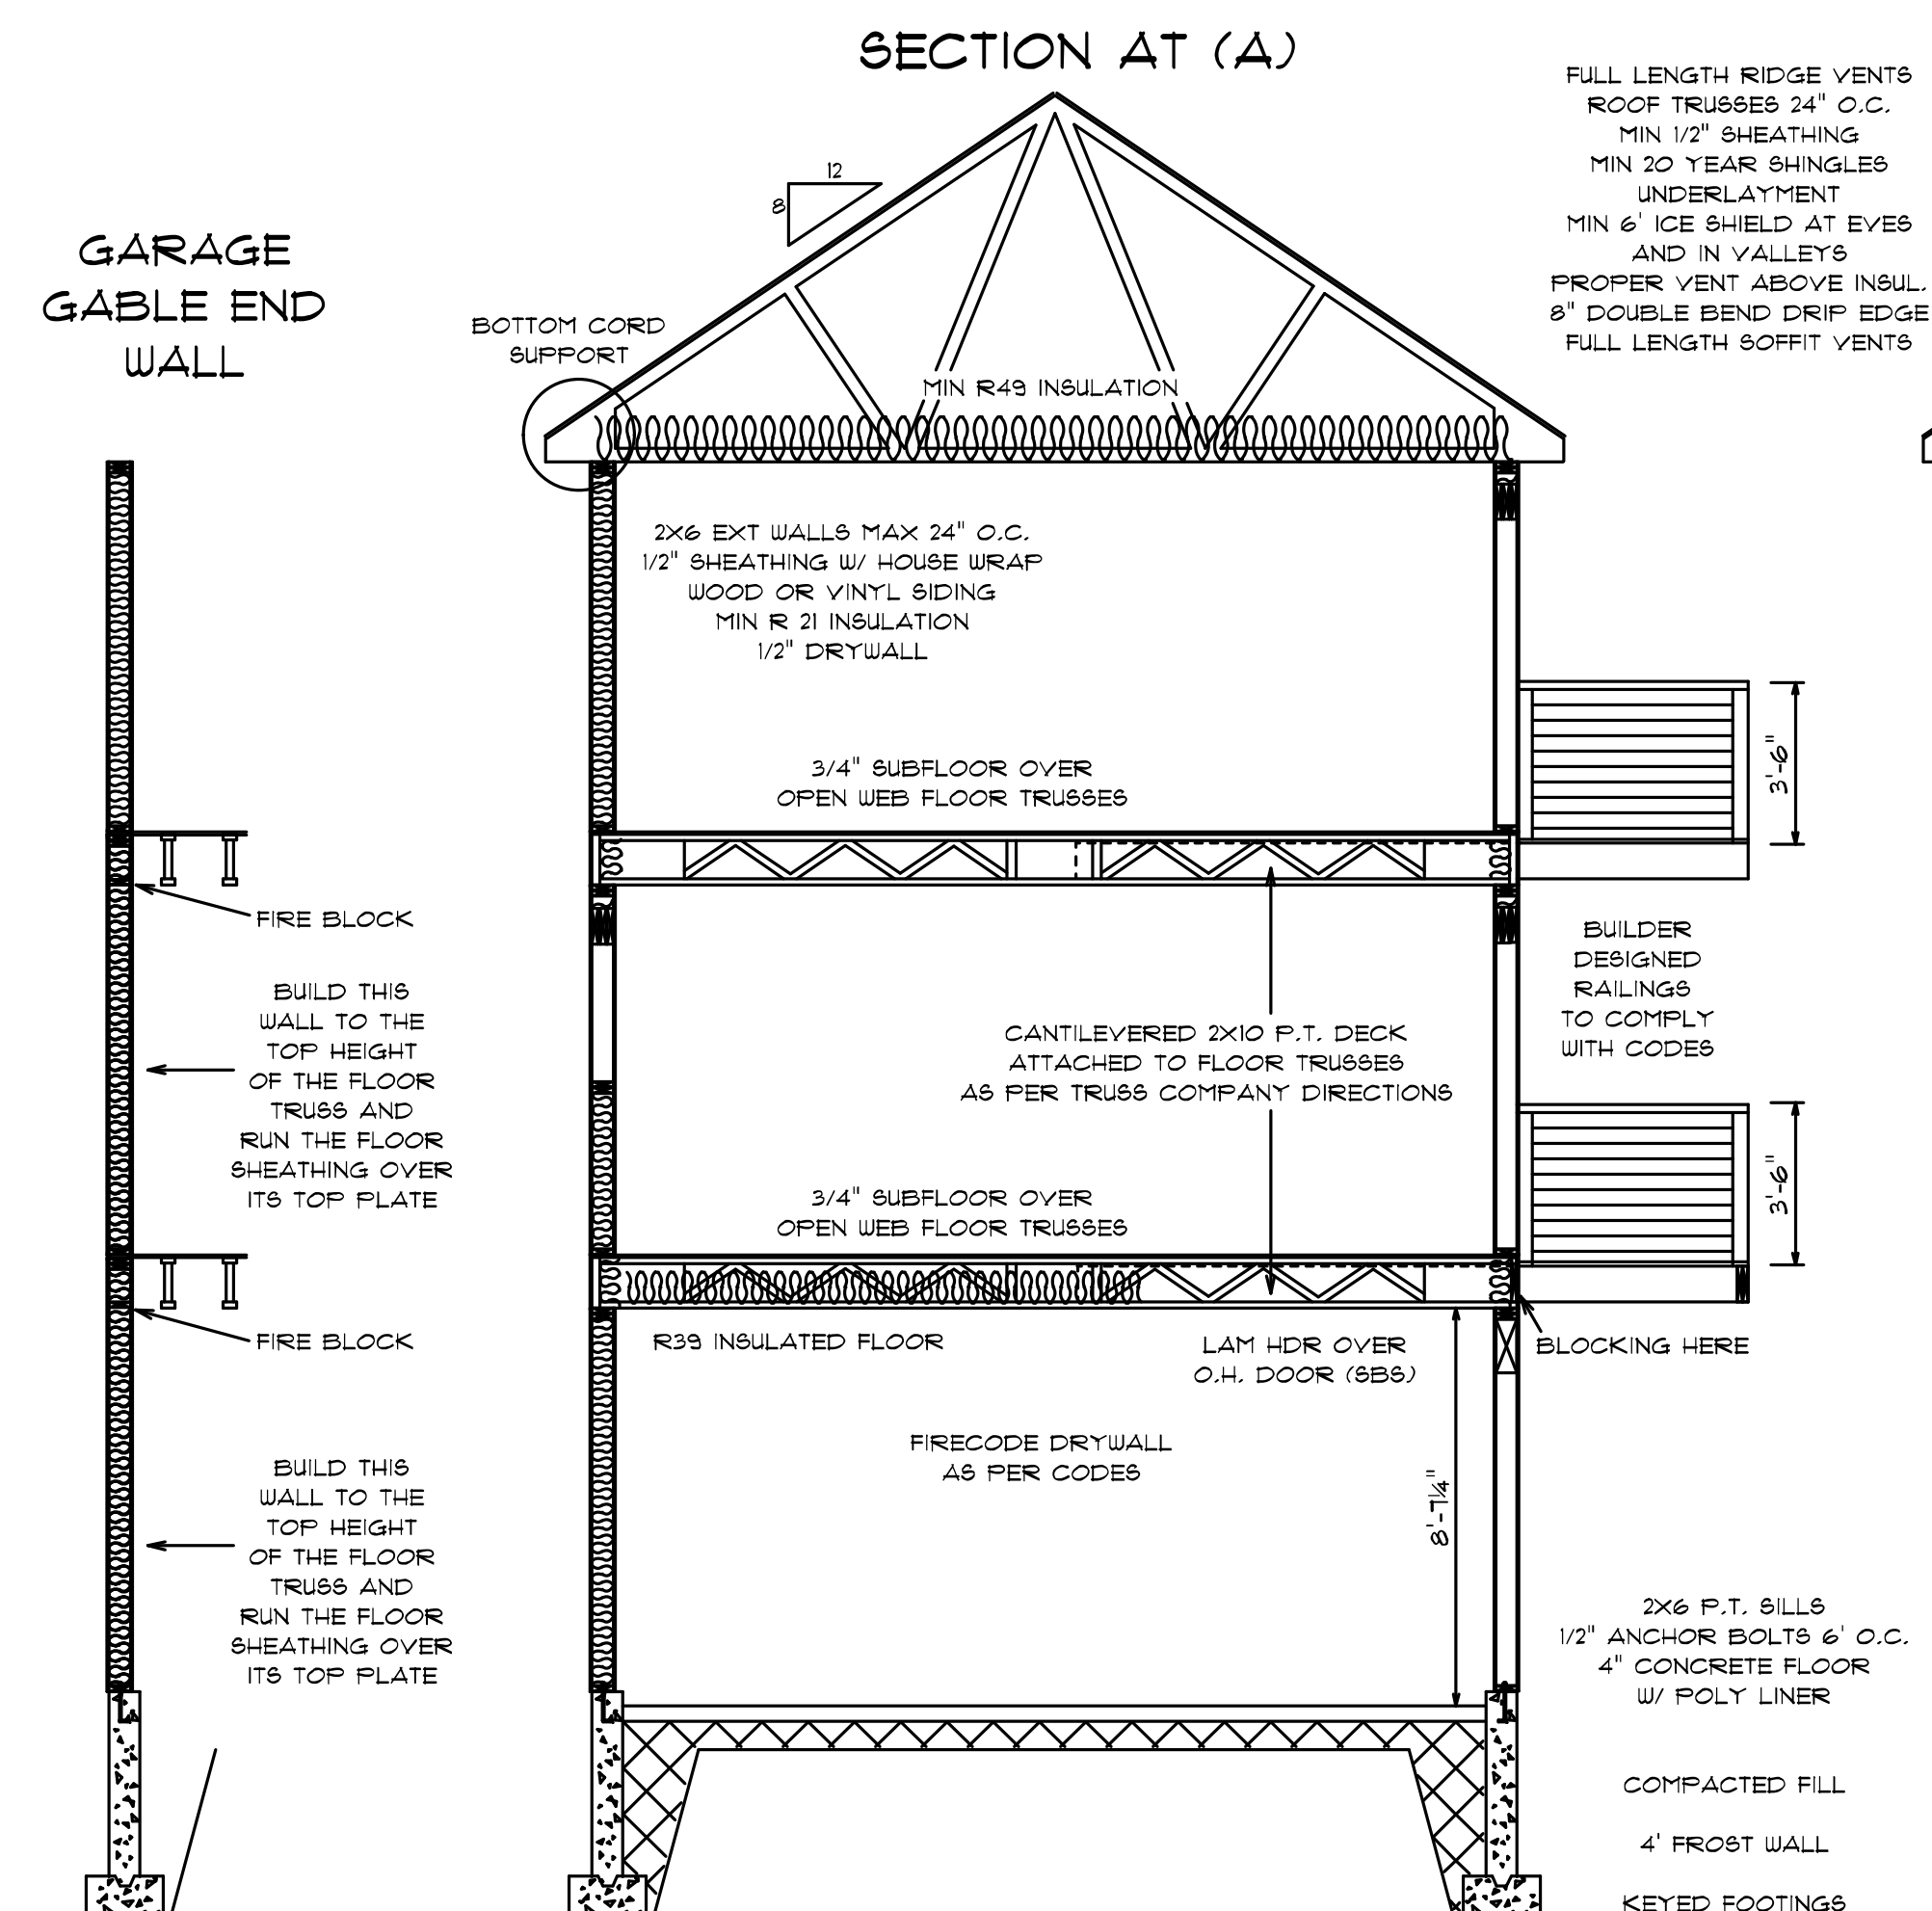 SECTION AT (A)
FULL LENGTH RIDGE VENTS
ROOF TRUSSES 24" O.C.
MIN 1/2" SHEATHING
MIN 20 YEAR SHINGLES
UNDERLAYMENT
MIN 6' ICE SHIELD AT EVES
AND IN VALLEYS
PROPER VENT ABOVE INSUL.
8" DOUBLE BEND DRIP EDGE
FULL LENGTH SOFFIT VENTS
12
8
GARAGE
GABLE END
WALL
BOTTOM CORD
SUPPORT
MIN R49 INSULATION
2X6 EXT WALLS MAX 24" O.C.
1/2" SHEATHING W/ HOUSE WRAP
WOOD OR VINYL SIDING
MIN R 21 INSULATION
1/2" DRYWALL
3/4" SUBFLOOR OVER
OPEN WEB FLOOR TRUSSES
3'-6"
FIRE BLOCK
BUILD THIS
WALL TO THE
TOP HEIGHT
OF THE FLOOR
TRUSS AND
RUN THE FLOOR
SHEATHING OVER
ITS TOP PLATE
CANTILEVERED 2X10 P.T. DECK
ATTACHED TO FLOOR TRUSSES
AS PER TRUSS COMPANY DIRECTIONS
BUILDER
DESIGNED
RAILINGS
TO COMPLY
WITH CODES
3/4" SUBFLOOR OVER
OPEN WEB FLOOR TRUSSES
3'-6"
FIRE BLOCK
R39 INSULATED FLOOR
LAM HDR OVER
O.H. DOOR (SBS)
BLOCKING HERE
FIRECODE DRYWALL
AS PER CODES
8'-7¼"
BUILD THIS
WALL TO THE
TOP HEIGHT
OF THE FLOOR
TRUSS AND
RUN THE FLOOR
SHEATHING OVER
ITS TOP PLATE
2X6 P.T. SILLS
1/2" ANCHOR BOLTS 6' O.C.
4" CONCRETE FLOOR
W/ POLY LINER
COMPACTED FILL
4' FROST WALL
KEYED FOOTINGS